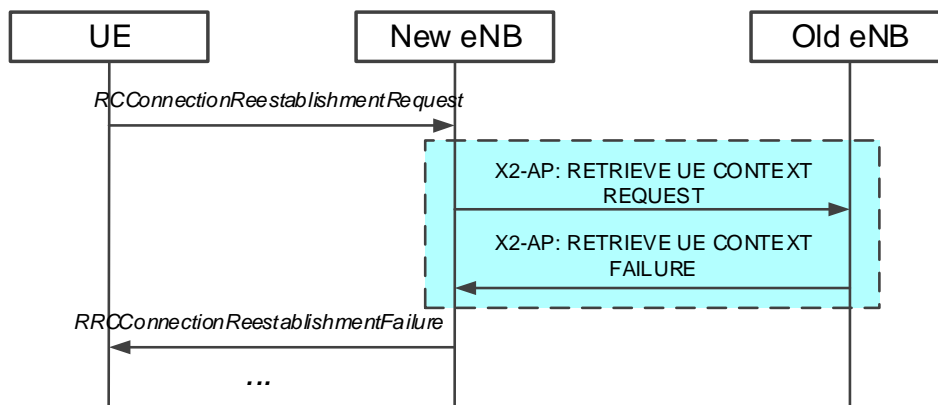 UE
New eNB
Old eNB
RCConnectionReestablishmentRequest
X2-AP: RETRIEVE UE CONTEXT
REQUEST
X2-AP: RETRIEVE UE CONTEXT
FAILURE
RRCConnectionReestablishmentFailure
...